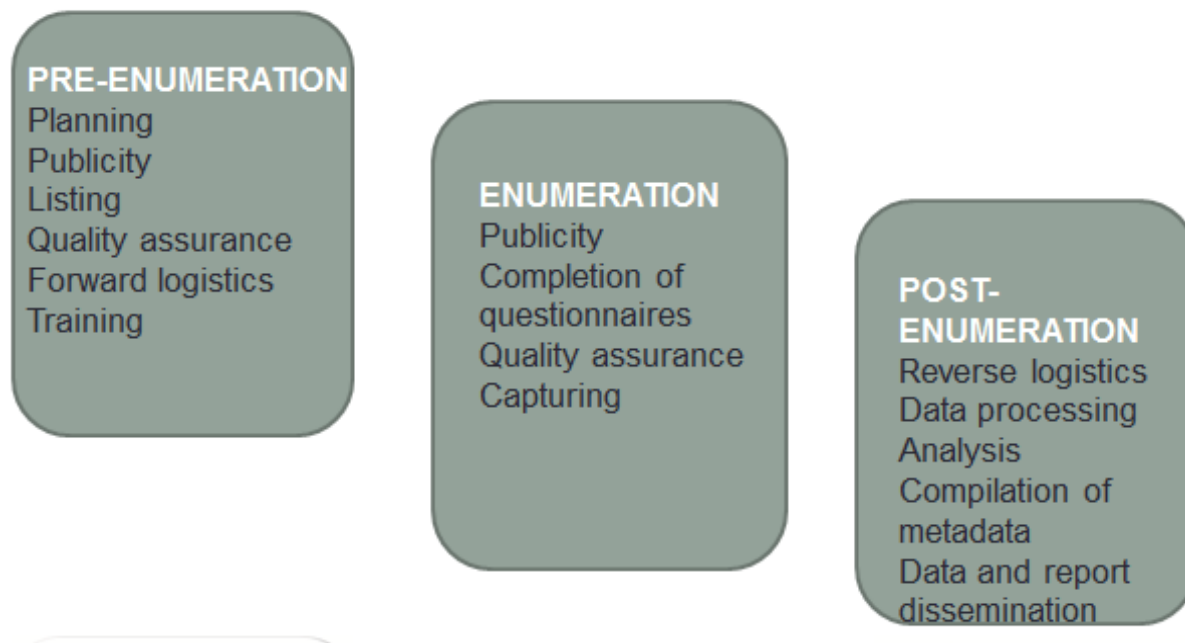 PRE-ENUMERATION
Planning
Publicity
Listing
Quality assurance
Forward logistics
Training
ENUMERATION
Publicity
Completion of
questionnaires
Quality assurance
Capturing
POST-
ENUMERATION
Reverse logistics
Data processing
Analysis
Compilation of
metadata
Data and report
dissemination